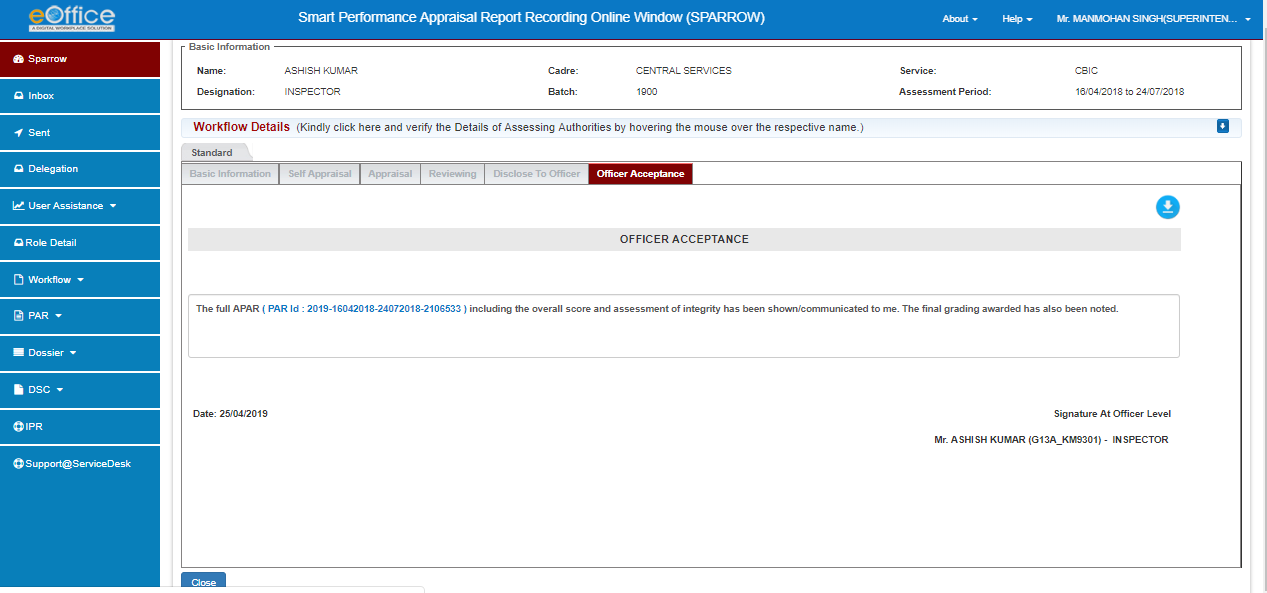 eOffice
A DIGITAL WORKPLACE SOLUTION
Smart Performance Appraisal Report Recording Online Window (SPARROW)
About
Help
Mr. MANMOHAN SINGH(SUPERINTEN...
Sparrow
Inbox
Sent
Delegation
User Assistance
Role Detail
Workflow
PAR
Dossier
DSC
IPR
Support@ServiceDesk
Basic Information
Name: ASHISH KUMAR Cadre: CENTRAL SERVICES Service: CBIC
Designation: INSPECTOR Batch: 1900 Assessment Period: 16/04/2018 to 24/07/2018
Workflow Details (Kindly click here and verify the Details of Assessing Authorities by hovering the mouse over the respective name.)
Standard
Basic Information Self Appraisal Appraisal Reviewing Disclose To Officer Officer Acceptance
OFFICER ACCEPTANCE
The full APAR ( PAR Id : 2019-16042018-24072018-2106533 ) including the overall score and assessment of integrity has been shown/communicated to me. The final grading awarded has also been noted.
Date: 25/04/2019 Signature At Officer Level
Mr. ASHISH KUMAR (G13A_KM9301) - INSPECTOR
Close